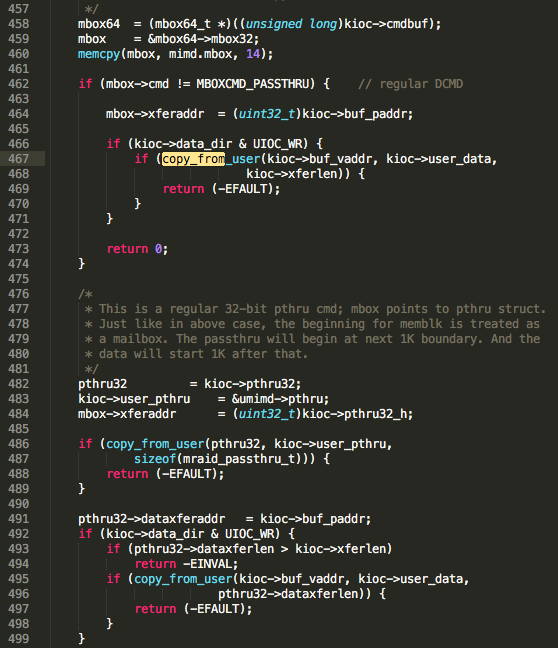 457 */
458 mbox64 = (mbox64_t *)((unsigned long)kioc->cmdbuf);
459 mbox = &mbox64->mbox32;
460 memcpy(mbox, mimd.mbox, 14);
461
462 if (mbox->cmd != MBOXCMD_PASSTHRU) { // regular DCMD
463
464 mbox->xferaddr = (uint32_t)kioc->buf_paddr;
465
466 if (kioc->data_dir & UIOC_WR) {
467 if (copy_from_user(kioc->buf_vaddr, kioc->user_data,
468 kioc->xferlen)) {
469 return (-EFAULT);
470 }
471 }
472
473 return 0;
474 }
475
476 /*
477 * This is a regular 32-bit pthru cmd; mbox points to pthru struct.
478 * Just like in above case, the beginning for memblk is treated as
479 * a mailbox. The passthru will begin at next 1K boundary. And the
480 * data will start 1K after that.
481 */
482 pthru32 = kioc->pthru32;
483 kioc->user_pthru = &umimd->pthru;
484 mbox->xferaddr = (uint32_t)kioc->pthru32_h;
485
486 if (copy_from_user(pthru32, kioc->user_pthru,
487 sizeof(mraid_passthru_t))) {
488 return (-EFAULT);
489 }
490
491 pthru32->dataxferaddr = kioc->buf_paddr;
492 if (kioc->data_dir & UIOC_WR) {
493 if (pthru32->dataxferlen > kioc->xferlen)
494 return -EINVAL;
495 if (copy_from_user(kioc->buf_vaddr, kioc->user_data,
496 pthru32->dataxferlen)) {
497 return (-EFAULT);
498 }
499 }